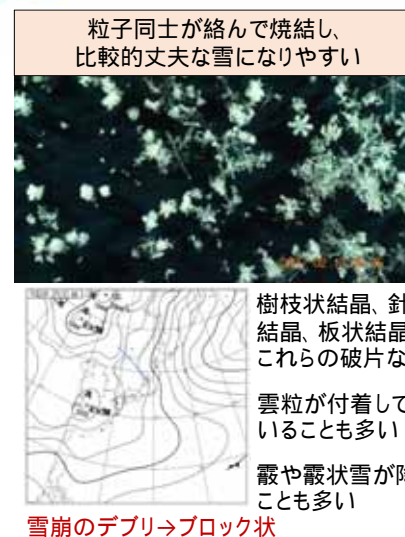 粒子同士が絡んで焼結し、
比較的丈夫な雪になりやすい
樹枝状結晶、針
結晶、板状結晶
これらの破片な
雲粒が付着して
いることも多い
霰や霰状雪が降
ことも多い
雪崩のデブリ→ブロック状